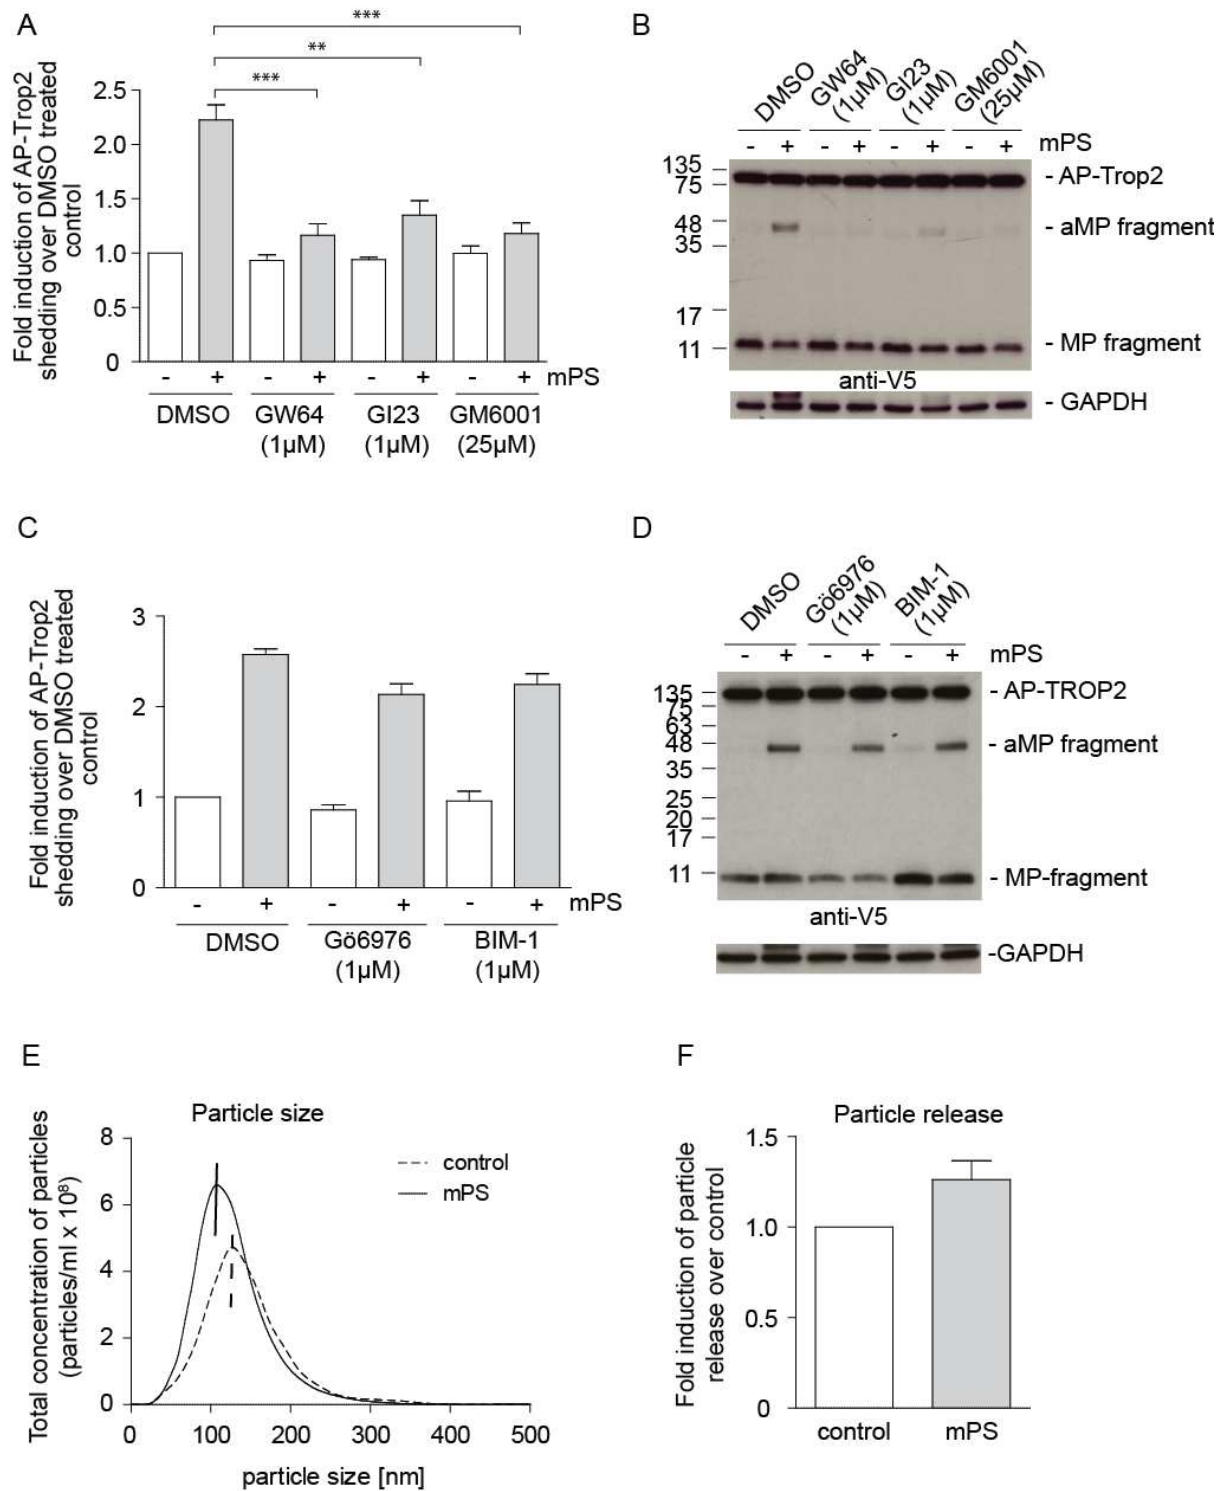 A
***
**
***
Fold induction of AP-Trop2
shedding over DMSO treated
control
2.5
2.0
1.5
1.0
0.5
0
- + - + - + - + mPS
DMSO GW64 GI23 GM6001
(1µM) (1µM) (25µM)
B
DMSO
GW64
(1µM)
GI23
(1µM)
GM6001
(25µM)
- + - + - + - + mPS
135
75
48
35
17
11
- AP-Trop2
- aMP fragment
- MP fragment
anti-V5
- GAPDH
C
Fold induction of AP-Trop2
shedding over DMSO treated
control
3
2
1
0
- + - + - + mPS
DMSO Gö6976 BIM-1
(1µM) (1µM)
D
DMSO
Gö6976
(1µM)
BIM-1
(1µM)
- + - + - + mPS
135
75
63
48
35
25
20
17
11
- AP-TROP2
- aMP fragment
- MP-fragment
anti-V5
-GAPDH
E
Particle size
Total concentration of particles
(particles/ml x 10⁸)
8
6
4
2
0
control
mPS
0 100 200 300 400 500
particle size [nm]
F
Particle release
Fold induction of particle
release over control
1.5
1.0
0.5
0
control mPS